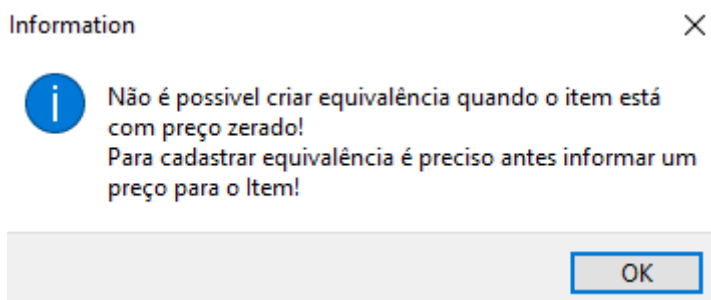 Information
Não é possivel criar equivalência quando o item está
com preço zerado!
Para cadastrar equivalência é preciso antes informar um
preço para o Item!
OK